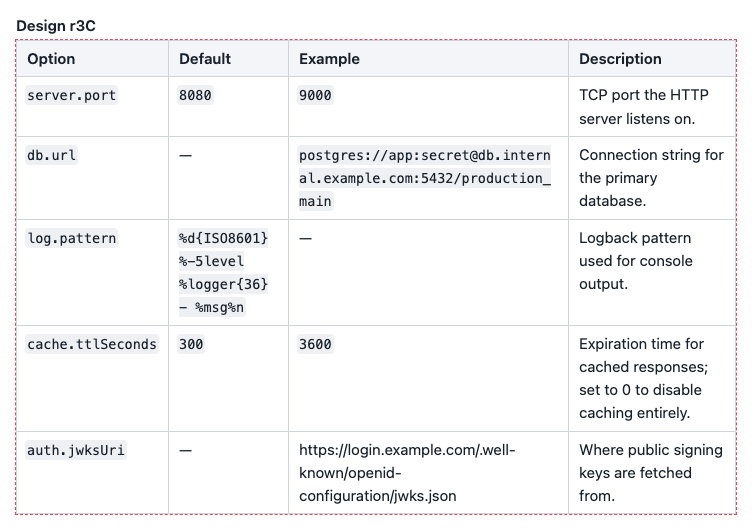 Design r3C
Option Default Example Description
server.port 8080 9000 TCP port the HTTP
server listens on.
db.url — postgres://app:secret@db.intern Connection string for
al.example.com:5432/production_ the primary
main database.
log.pattern %d{ISO8601} — Logback pattern
%-5level used for console
%logger{36} output.
- %msg%n
cache.ttlSeconds 300 3600 Expiration time for
cached responses;
set to 0 to disable
caching entirely.
auth.jwksUri — https://login.example.com/.well- Where public signing
known/openid- keys are fetched
configuration/jwks.json from.